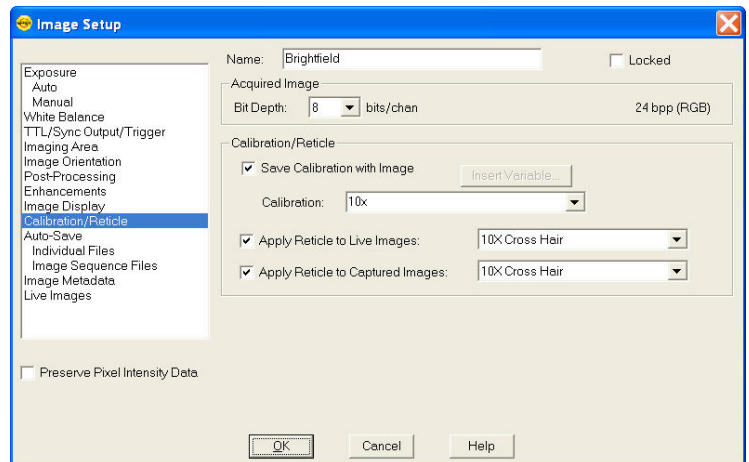 Image Setup
Name: Brightfield Locked
Exposure
Auto
Manual
White Balance
TTL/Sync Output/Trigger
Imaging Area
Image Orientation
Post-Processing
Enhancements
Image Display
Calibration/Reticle
Auto-Save
Individual Files
Image Sequence Files
Image Metadata
Live Images
Preserve Pixel Intensity Data
Acquired Image
Bit Depth: 8 bits/chan 24 bpp (RGB)
Calibration/Reticle
Save Calibration with Image Insert Variable...
Calibration: 10x
Apply Reticle to Live Images: 10X Cross Hair
Apply Reticle to Captured Images: 10X Cross Hair
OK Cancel Help